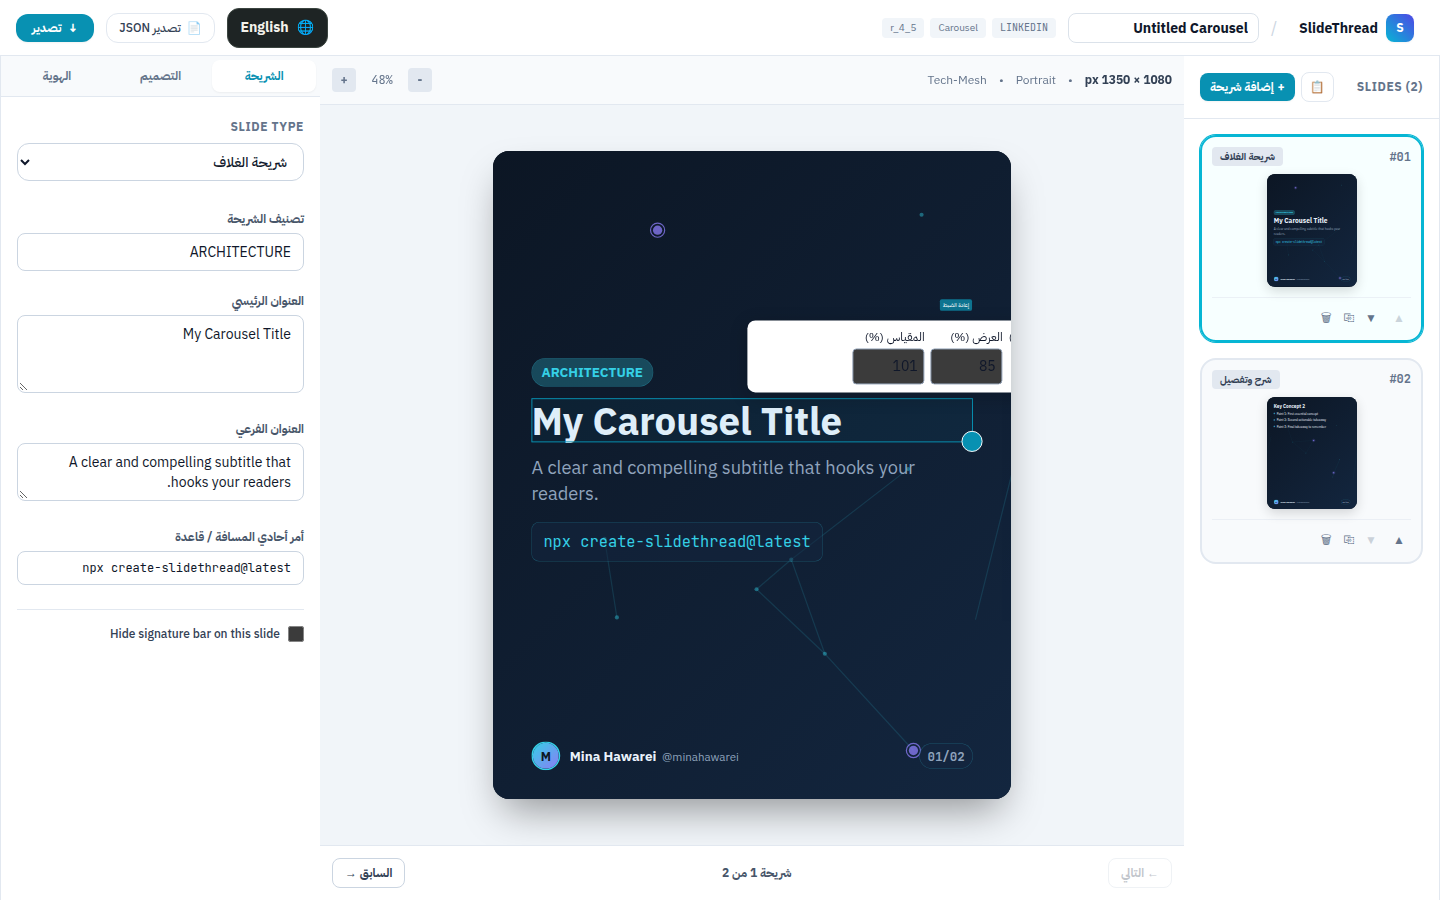 SlideThread
S
/
Untitled Carousel
LINKEDIN
Carousel
r_4_5
English
تصدير JSON
↓ تصدير
SLIDES (2)
+ إضافة شريحة
#01
شريحة الغلاف
My Carousel Title
#02
شرح وتفصيل
Key Concept 2
px 1350 × 1080 • Portrait • Tech-Mesh
-
48%
+
إعادة الضبط
العرض (%)
المقياس (%)
85
101
ARCHITECTURE
My Carousel Title
A clear and compelling subtitle that hooks your
readers.
npx create-slidethread@latest
M
Mina Hawarei @minahawarei
01/02
← التالي
شريحة 1 من 2
السابق →
الشريحة
التصميم
الهوية
SLIDE TYPE
شريحة الغلاف
تصنيف الشريحة
ARCHITECTURE
العنوان الرئيسي
My Carousel Title
العنوان الفرعي
A clear and compelling subtitle that
.hooks your readers
أمر أحادي المسافة / قاعدة
npx create-slidethread@latest
Hide signature bar on this slide